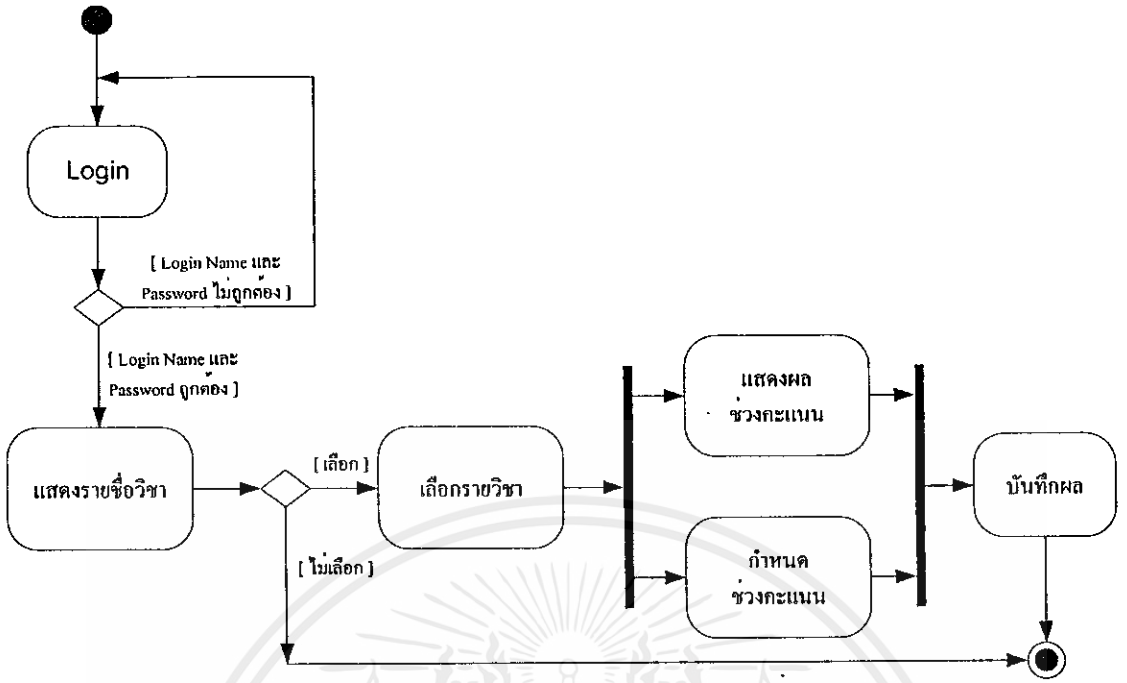 Login
[ Login Name และ
Password ไม่ถูกต้อง ]
[ Login Name และ
Password ถูกต้อง ]
แสดงรายชื่อวิชา
[ เลือก ]
[ ไม่เลือก ]
เลือกรายวิชา
แสดงผล
ช่วงคะแนน
กำหนด
ช่วงคะแนน
บันทึกผล